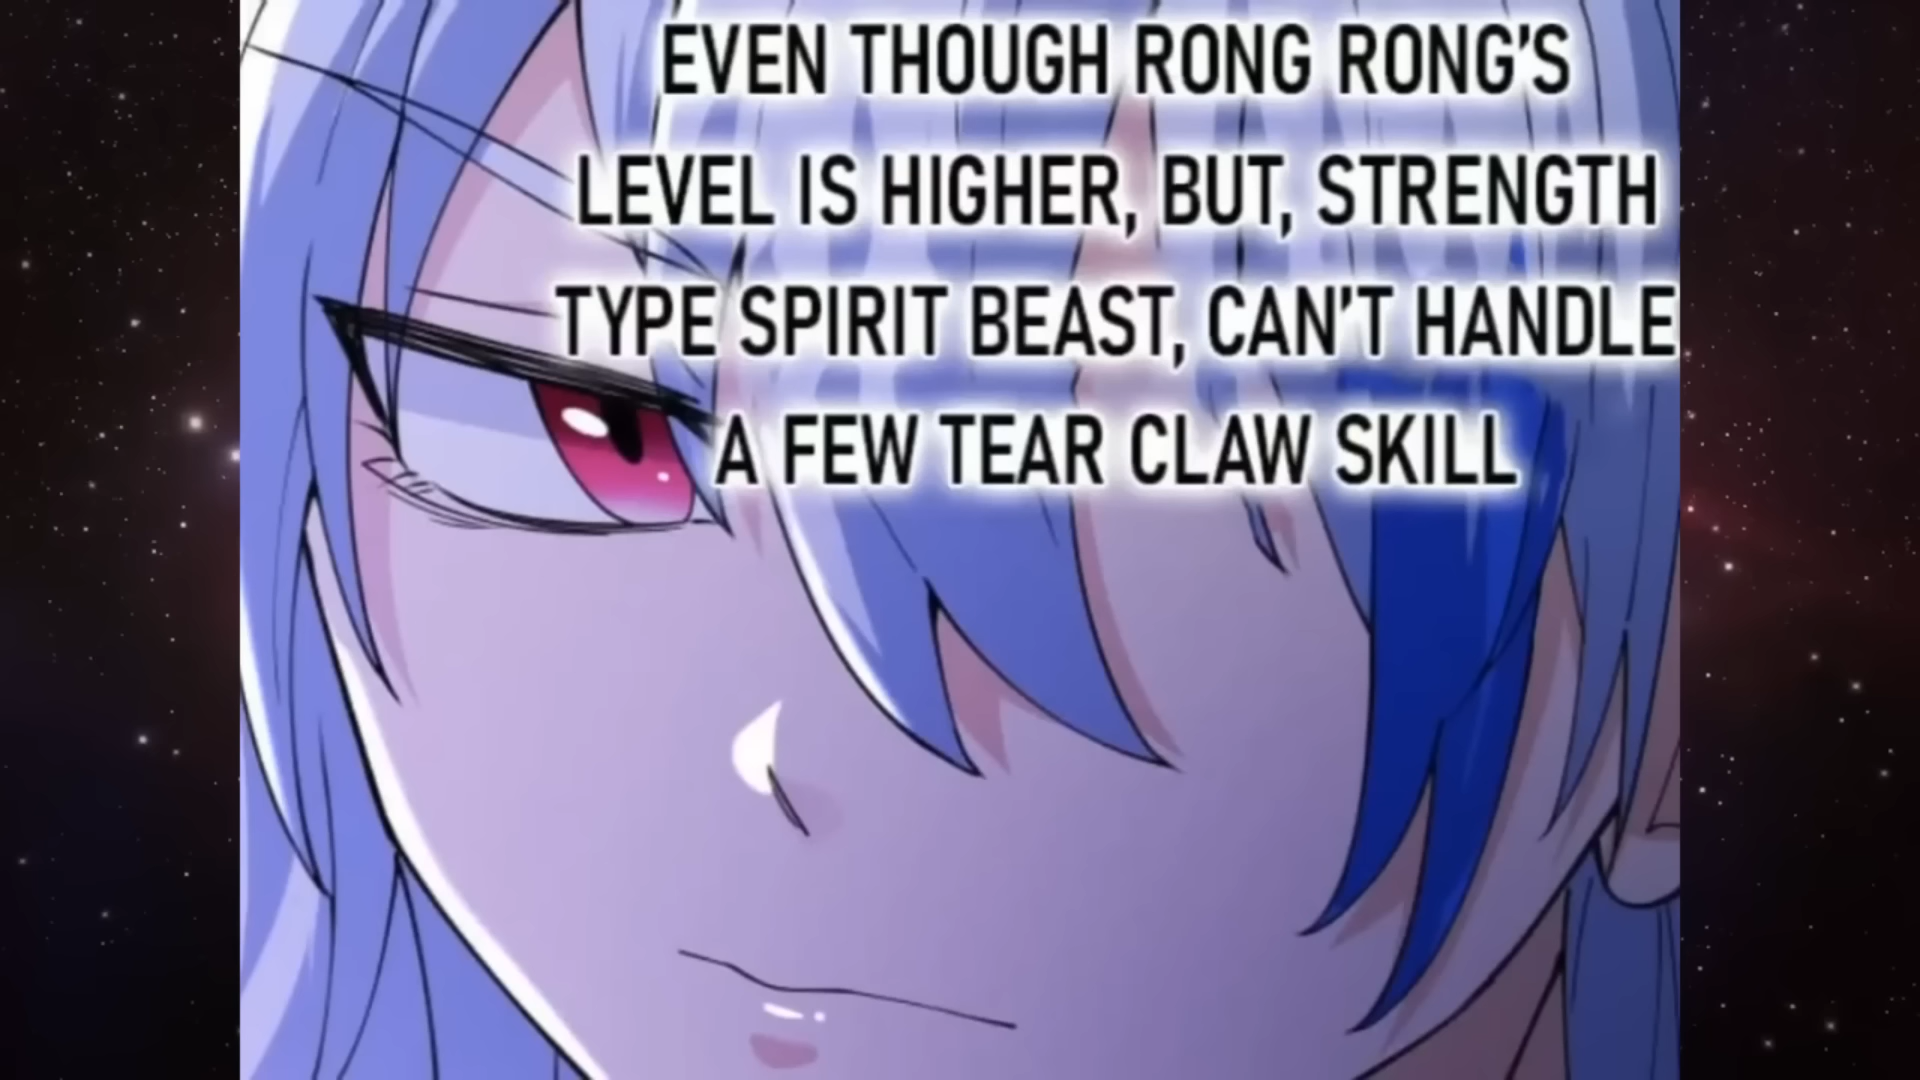 EVEN THOUGH RONG RONG'S
LEVEL IS HIGHER, BUT, STRENGTH
TYPE SPIRIT BEAST, CAN'T HANDLE
A FEW TEAR CLAW SKILL